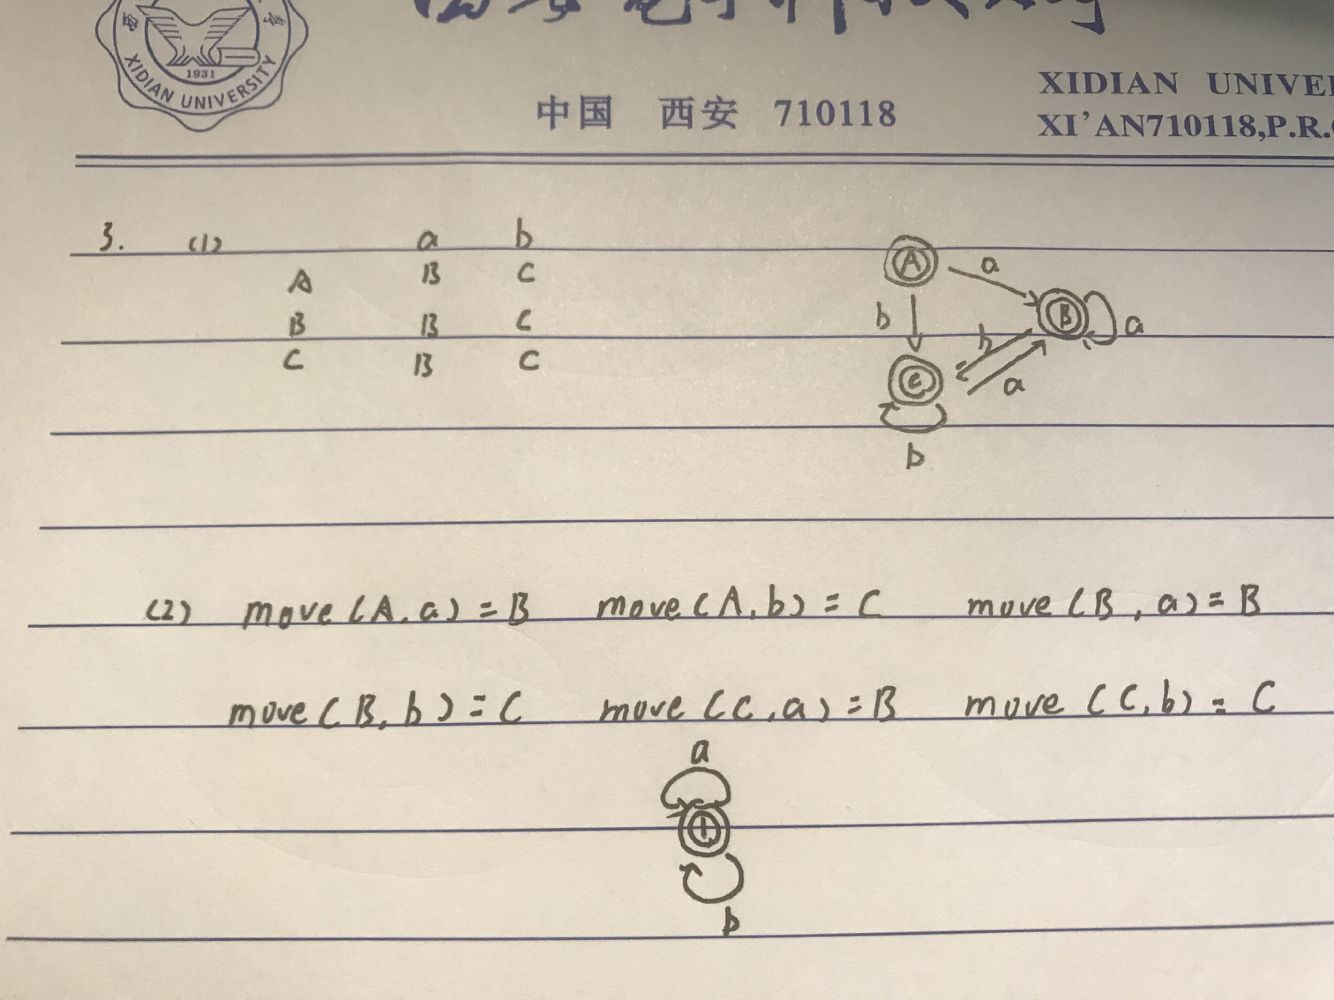 XIDIAN UNIVERSITY
1931
中国 西安 710118
XIDIAN UNIVE
XI'AN710118,P.R.
3. (1) a b
A B C
B B C
C B C
A a
b B a
b
C a
b
(2) move(A,a)=B move(A,b)=C move(B,a)=B
move(B,b)=C move(C,a)=B move(C,b)=C
a
1
b